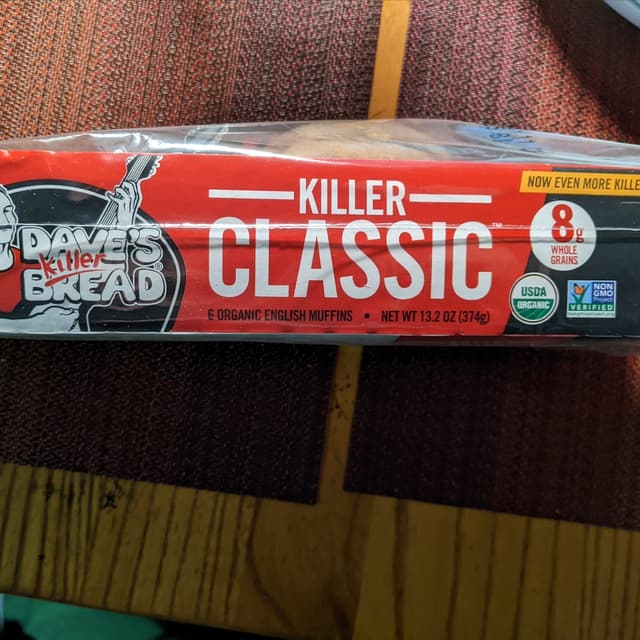 DAVE'S
Killer
BREAD®
KILLER
CLASSIC™
6 ORGANIC ENGLISH MUFFINS • NET WT 13.2 OZ (374g)
NOW EVEN MORE KILLE
8g
WHOLE
GRAINS
USDA
ORGANIC
NON
GMO
Project
VERIFIED